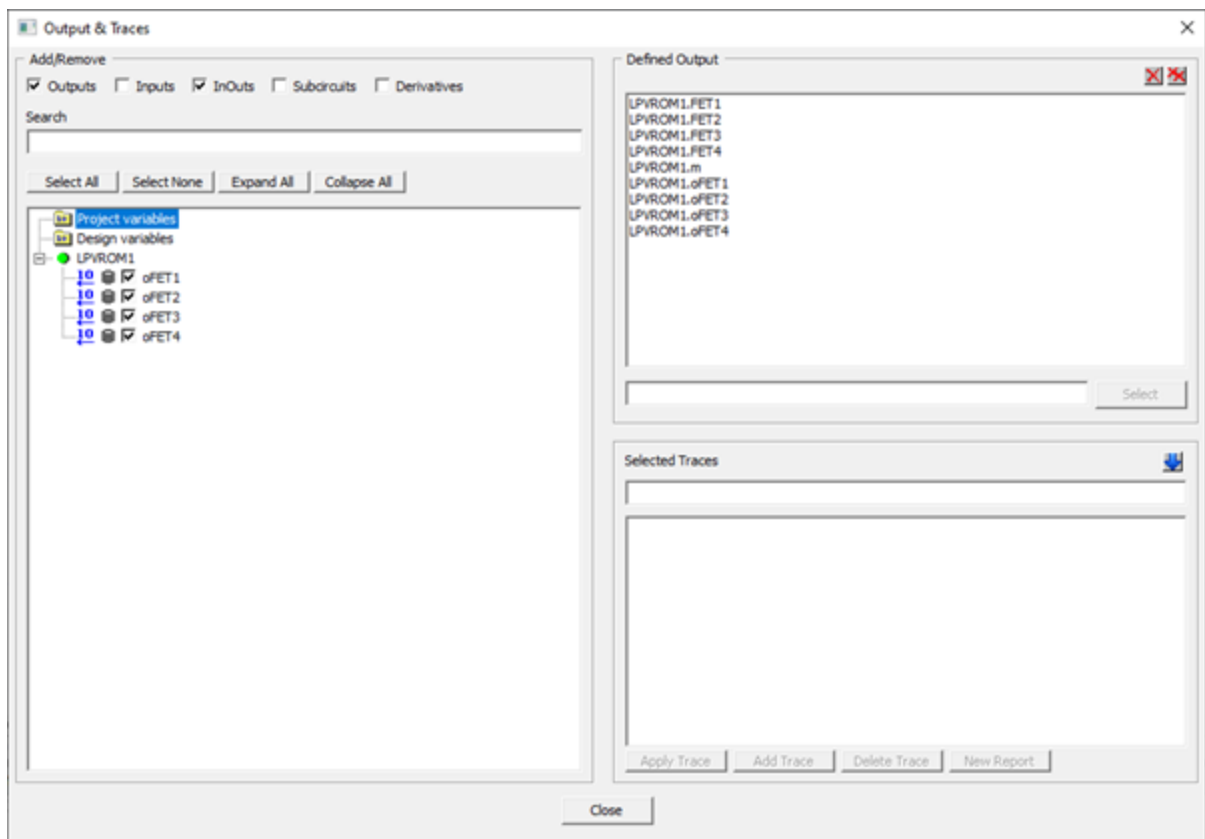 Output & Traces
Add/Remove
Outputs Inputs InOuts Subcircuits Derivatives
Search
Select All Select None Expand All Collapse All
Project variables
Design variables
LPVROM1
oFET1
oFET2
oFET3
oFET4
Defined Output
LPVROM1.FET1
LPVROM1.FET2
LPVROM1.FET3
LPVROM1.FET4
LPVROM1.m
LPVROM1.oFET1
LPVROM1.oFET2
LPVROM1.oFET3
LPVROM1.oFET4
Select
Selected Traces
Apply Trace Add Trace Delete Trace New Report
Close